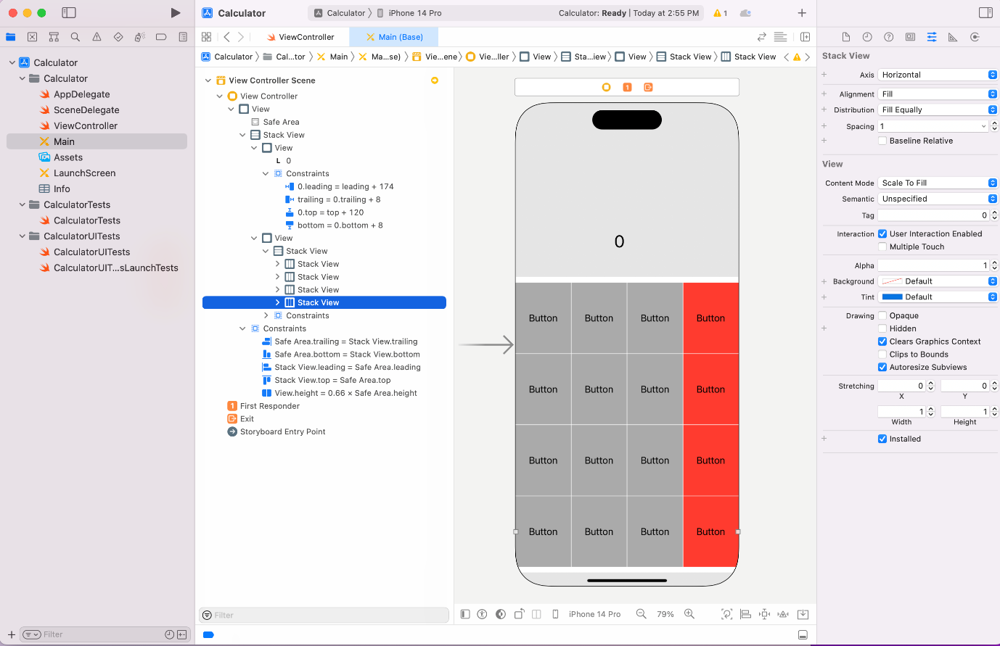 Calculator
Calculator
iPhone 14 Pro
Calculator: Ready | Today at 2:55 PM
1
ViewController
Main (Base)
Calculator
Cal...tor
Main
Ma...se)
Vie...ene)
Vie...ller
View
Sta...iew
View
Stack View
Stack View
Calculator
Calculator
AppDelegate
SceneDelegate
ViewController
Main
Assets
LaunchScreen
Info
CalculatorTests
CalculatorTests
CalculatorUITests
CalculatorUITests
CalculatorUIT...sLaunchTests
Filter
View Controller Scene
View Controller
View
Safe Area
Stack View
View
L 0
Constraints
0.leading = leading + 174
trailing = 0.trailing + 8
0.top = top + 120
bottom = 0.bottom + 8
View
Stack View
Stack View
Stack View
Stack View
Stack View
Constraints
Constraints
Safe Area.trailing = Stack View.trailing
Safe Area.bottom = Stack View.bottom
Stack View.leading = Safe Area.leading
Stack View.top = Safe Area.top
View.height = 0.66 × Safe Area.height
1 First Responder
Exit
Storyboard Entry Point
Filter
1
0
Button Button Button Button
Button Button Button Button
Button Button Button Button
Button Button Button Button
iPhone 14 Pro
79%
Stack View
Axis Horizontal
Alignment Fill
Distribution Fill Equally
Spacing 1
Baseline Relative
View
Content Mode Scale To Fill
Semantic Unspecified
Tag 0
Interaction User Interaction Enabled
Multiple Touch
Alpha 1
Background Default
Tint Default
Drawing Opaque
Hidden
Clears Graphics Context
Clips to Bounds
Autoresize Subviews
Stretching 0 0
X Y
1 1
Width Height
Installed